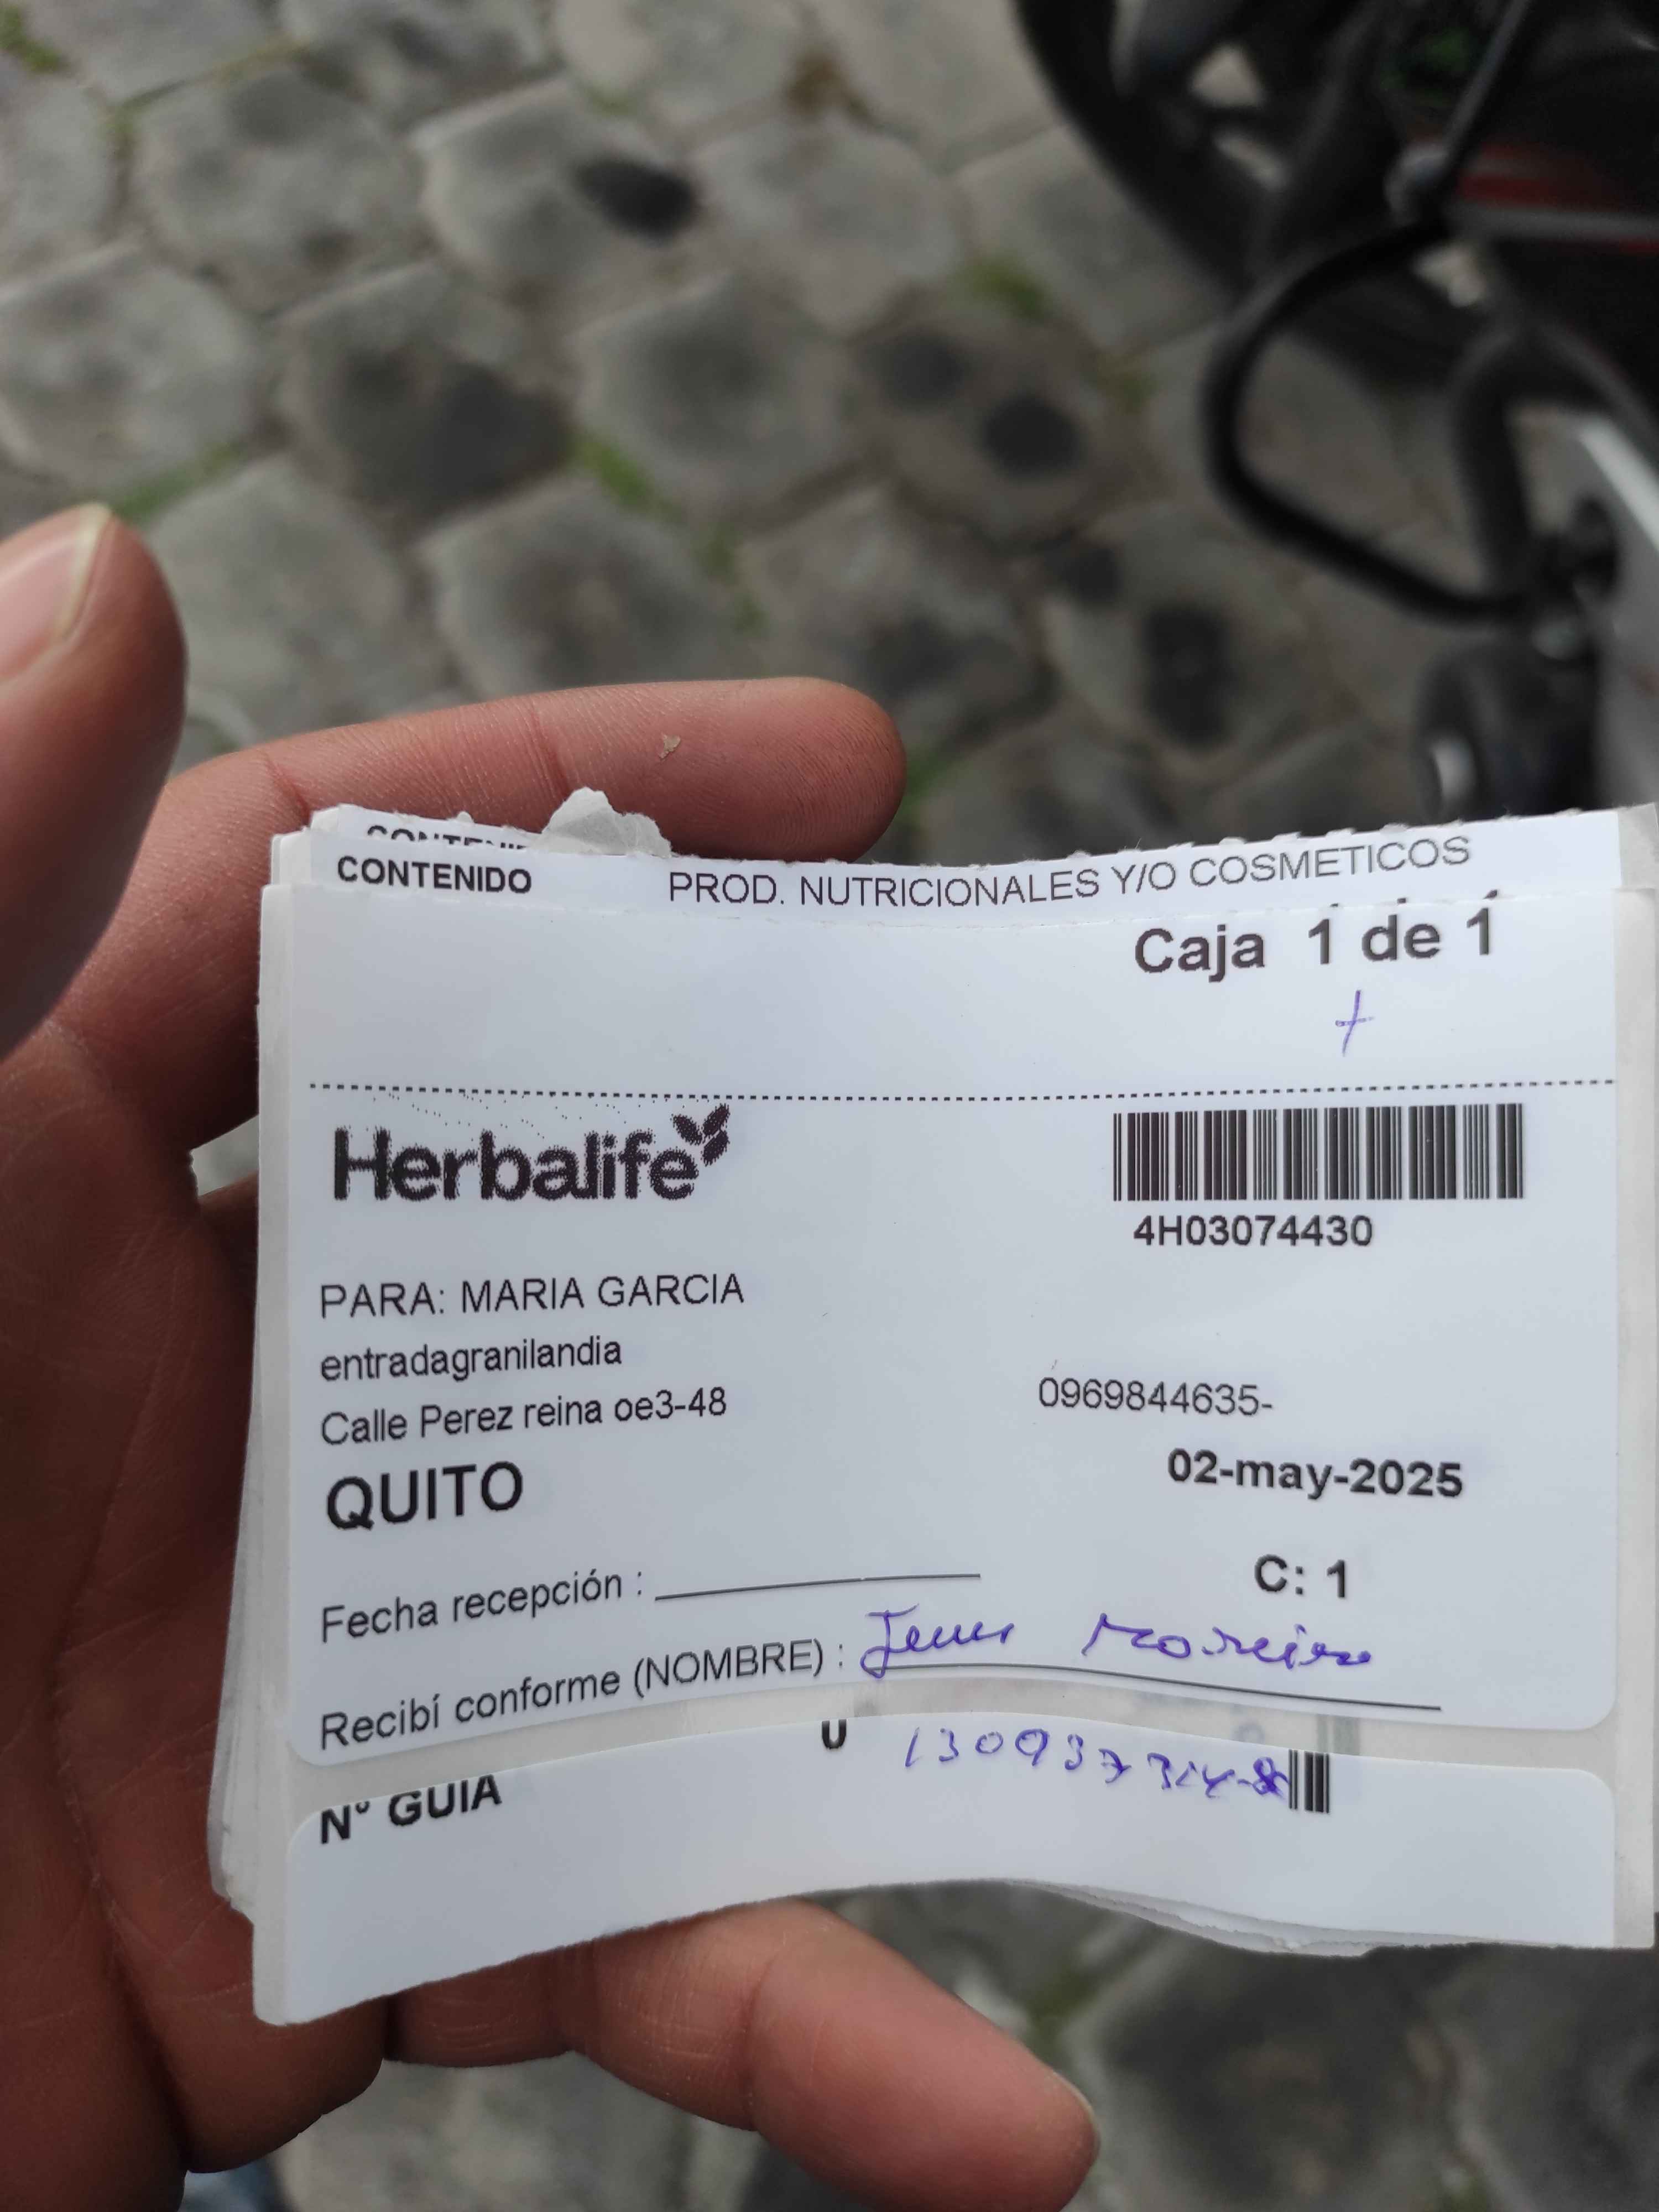 CONTENIDO PROD. NUTRICIONALES Y/O COSMETICOS
Caja 1 de 1
Herbalife
4H03074430
PARA: MARIA GARCIA
entradagranilandia
Calle Perez reina oe3-48 0969844635-
QUITO 02-may-2025
C: 1
Fecha recepción :
Recibí conforme (NOMBRE) : Moreira
N° GUIA